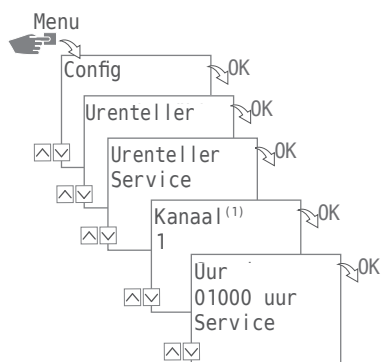 Menu
Config OK
Urenteller OK
Urenteller OK
Service
Kanaal(1) OK
1
Uur OK
01000 uur
Service